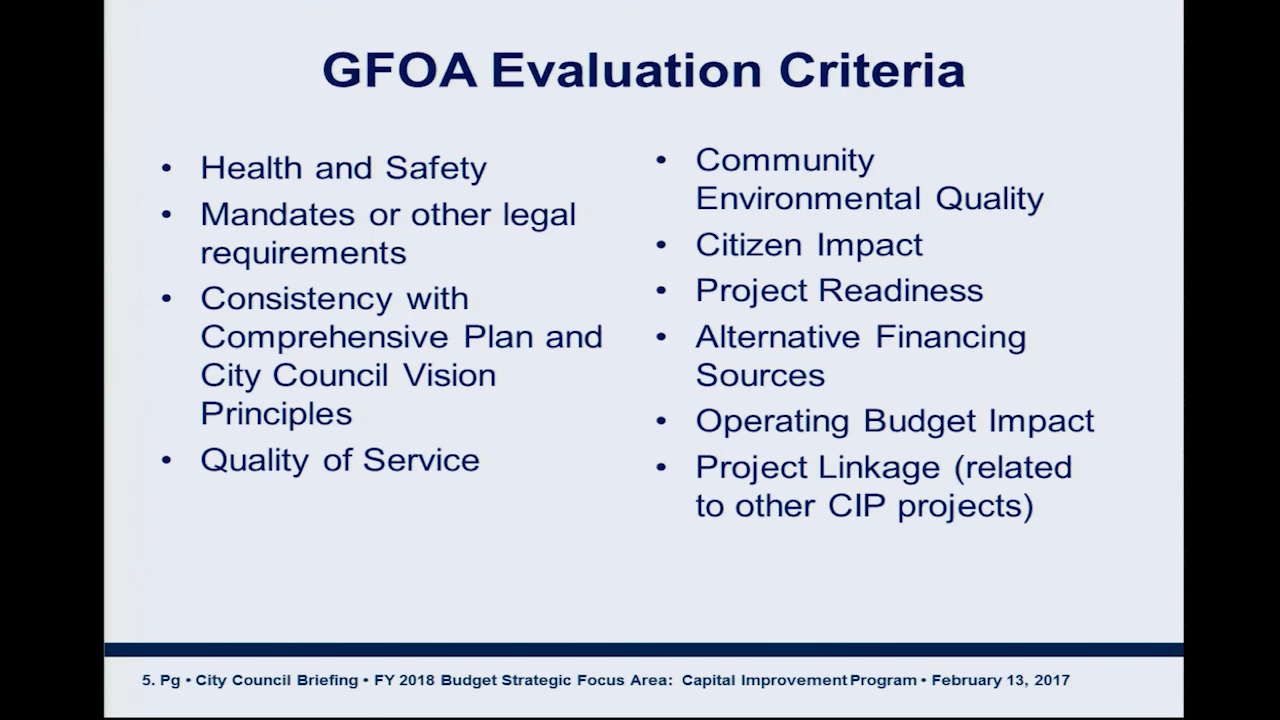 GFOA Evaluation Criteria
• Health and Safety
• Mandates or other legal
requirements
• Consistency with
Comprehensive Plan and
City Council Vision
Principles
• Quality of Service
• Community
Environmental Quality
• Citizen Impact
• Project Readiness
• Alternative Financing
Sources
• Operating Budget Impact
• Project Linkage (related
to other CIP projects)
5. Pg • City Council Briefing • FY 2018 Budget Strategic Focus Area: Capital Improvement Program • February 13, 2017